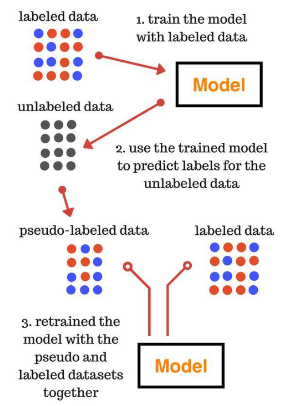 labeled data
1. train the model
with labeled data
Model
unlabeled data
2. use the trained model
to predict labels for the
unlabeled data
pseudo-labeled data
labeled data
3. retrained the
model with the
pseudo and
labeled datasets
together
Model